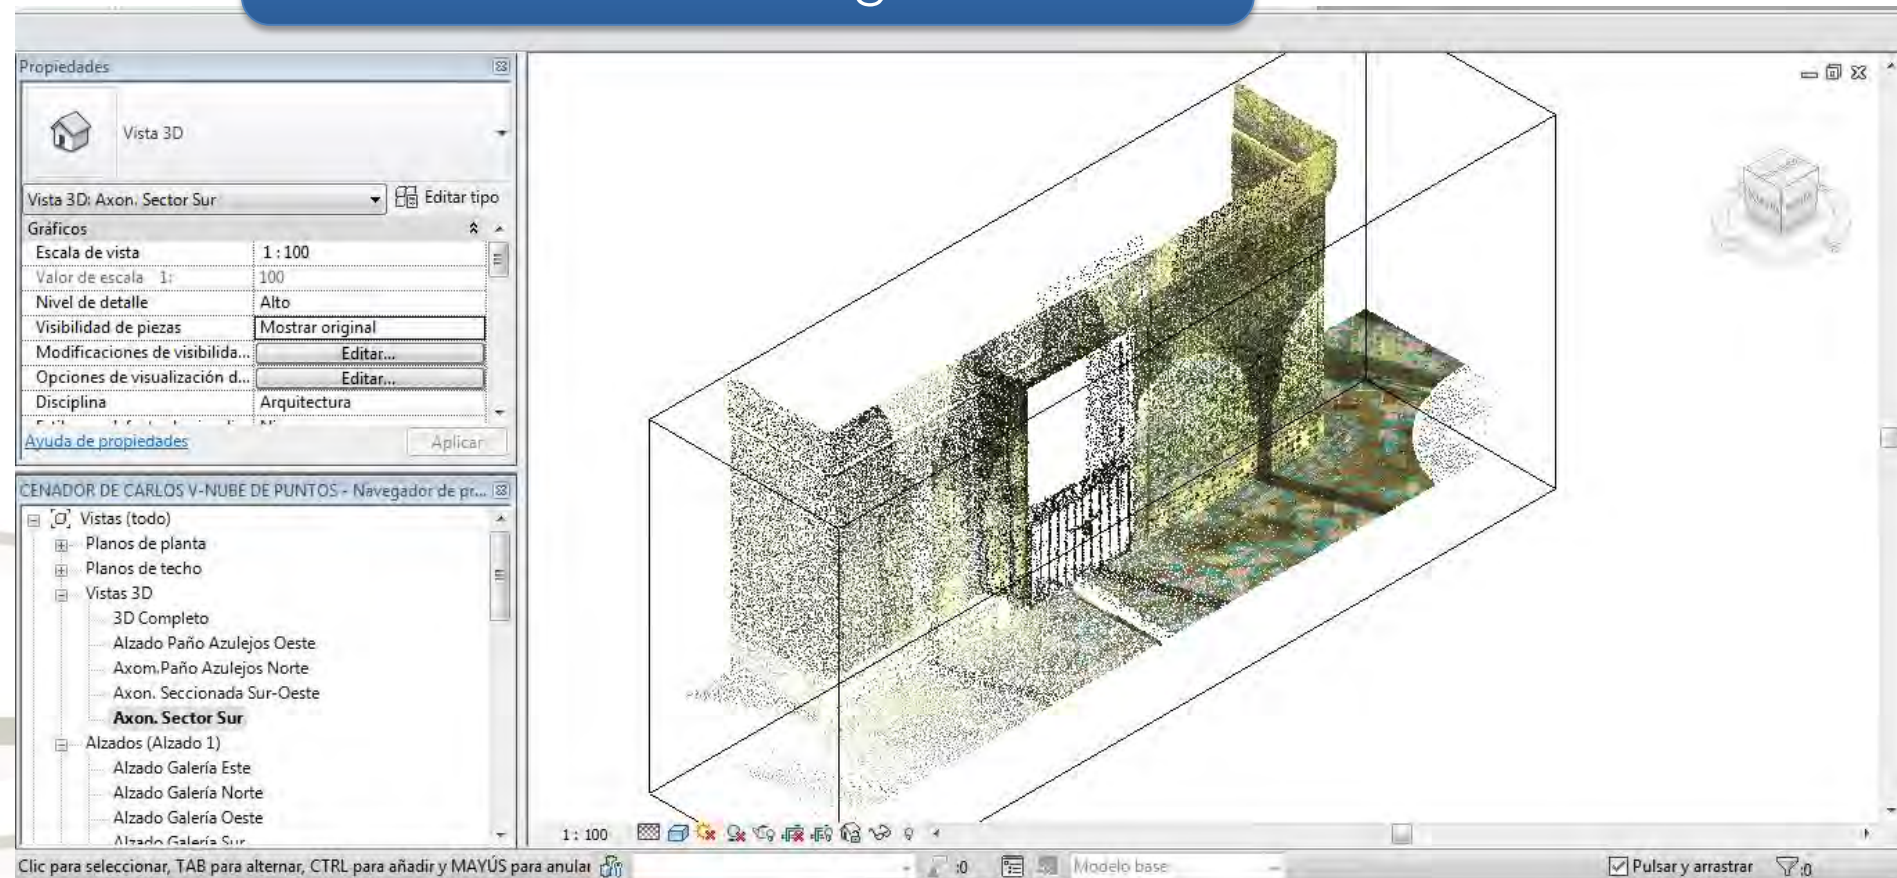 Propiedades
Vista 3D
Vista 3D: Axon. Sector Sur
Editar tipo
Gráficos
Escala de vista 1 : 100
Valor de escala 1: 100
Nivel de detalle Alto
Visibilidad de piezas Mostrar original
Modificaciones de visibilida... Editar...
Opciones de visualización d... Editar...
Disciplina Arquitectura
Ayuda de propiedades Aplicar
CENADOR DE CARLOS V-NUBE DE PUNTOS - Navegador de pr...
Vistas (todo)
Planos de planta
Planos de techo
Vistas 3D
3D Completo
Alzado Paño Azulejos Oeste
Axom.Paño Azulejos Norte
Axon. Seccionada Sur-Oeste
Axon. Sector Sur
Alzados (Alzado 1)
Alzado Galería Este
Alzado Galería Norte
Alzado Galería Oeste
Alzado Galería Sur
1 : 100
Clic para seleccionar, TAB para alternar, CTRL para añadir y MAYÚS para anular
:0
Modelo base
Pulsar y arrastrar
:0